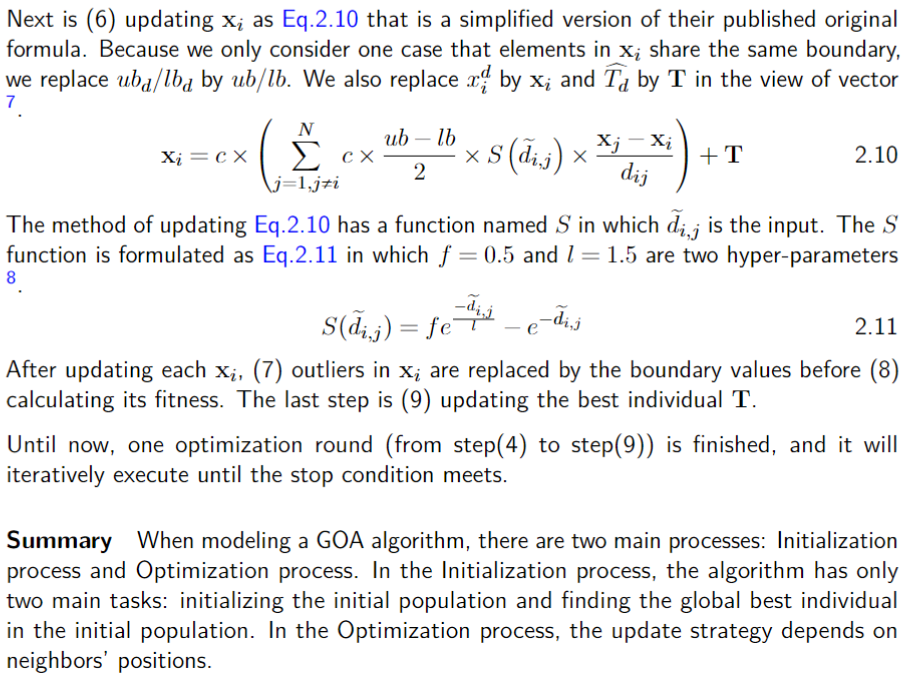 Next is (6) updating xᵢ as Eq.2.10 that is a simplified version of their published original
formula. Because we only consider one case that elements in xᵢ share the same boundary,
we replace ub_d/lb_d by ub/lb. We also replace x_i^d by xᵢ and \widehat{T_d} by T in the view of vector
7.
xᵢ = c × ( \sum_{j=1,j≠i}^{N} c × \frac{ub − lb}{2} × S(\tilde{d}_{i,j}) × \frac{x_j − x_i}{d_{ij}} ) + T 2.10
The method of updating Eq.2.10 has a function named S in which \tilde{d}_{i,j} is the input. The S
function is formulated as Eq.2.11 in which f = 0.5 and l = 1.5 are two hyper-parameters
8.
S(\tilde{d}_{i,j}) = f e^{\frac{−\tilde{d}_{i,j}}{l}} − e^{−\tilde{d}_{i,j}} 2.11
After updating each xᵢ, (7) outliers in xᵢ are replaced by the boundary values before (8)
calculating its fitness. The last step is (9) updating the best individual T.
Until now, one optimization round (from step(4) to step(9)) is finished, and it will
iteratively execute until the stop condition meets.
Summary When modeling a GOA algorithm, there are two main processes: Initialization
process and Optimization process. In the Initialization process, the algorithm has only
two main tasks: initializing the initial population and finding the global best individual
in the initial population. In the Optimization process, the update strategy depends on
neighbors' positions.